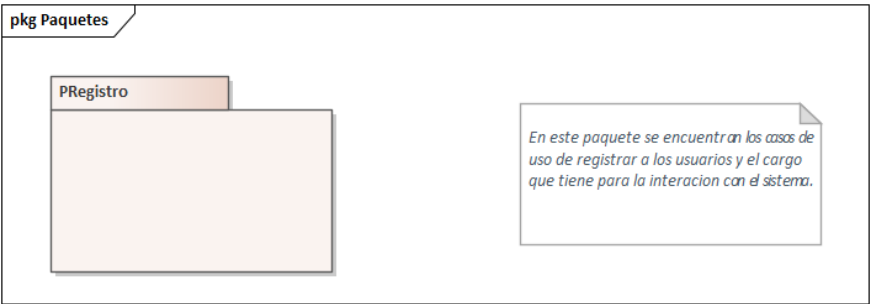 pkg Paquetes
PRegistro
En este paquete se encuentran los casos de
uso de registrar a los usuarios y el cargo
que tiene para la interacion con el sistema.